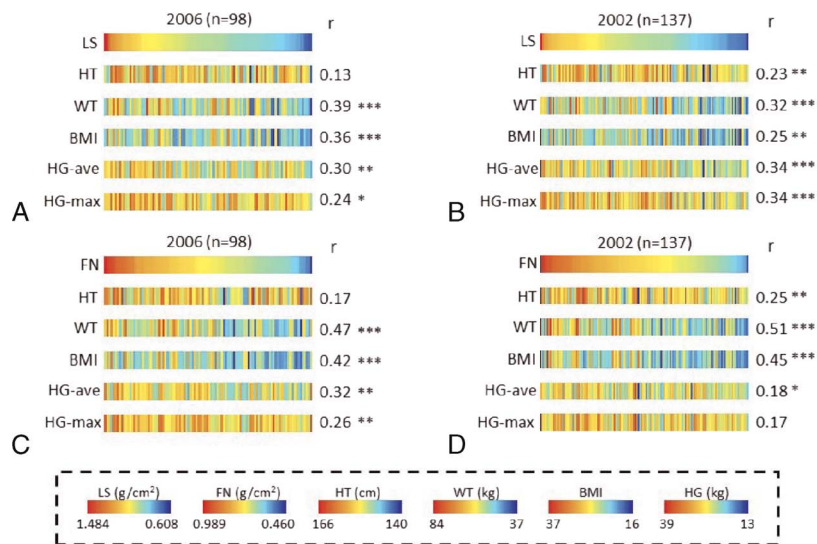 2006 (n=98) r
LS
HT 0.13
WT 0.39 ***
BMI 0.36 ***
HG-ave 0.30 **
HG-max 0.24 *
A
2002 (n=137) r
LS
HT 0.23 **
WT 0.32 ***
BMI 0.25 **
HG-ave 0.34 ***
HG-max 0.34 ***
B
2006 (n=98) r
FN
HT 0.17
WT 0.47 ***
BMI 0.42 ***
HG-ave 0.32 **
HG-max 0.26 **
C
2002 (n=137) r
FN
HT 0.25 **
WT 0.51 ***
BMI 0.45 ***
HG-ave 0.18 *
HG-max 0.17
D
LS (g/cm²) FN (g/cm²) HT (cm) WT (kg) BMI HG (kg)
1.484 0.608 0.989 0.460 166 140 84 37 37 16 39 13